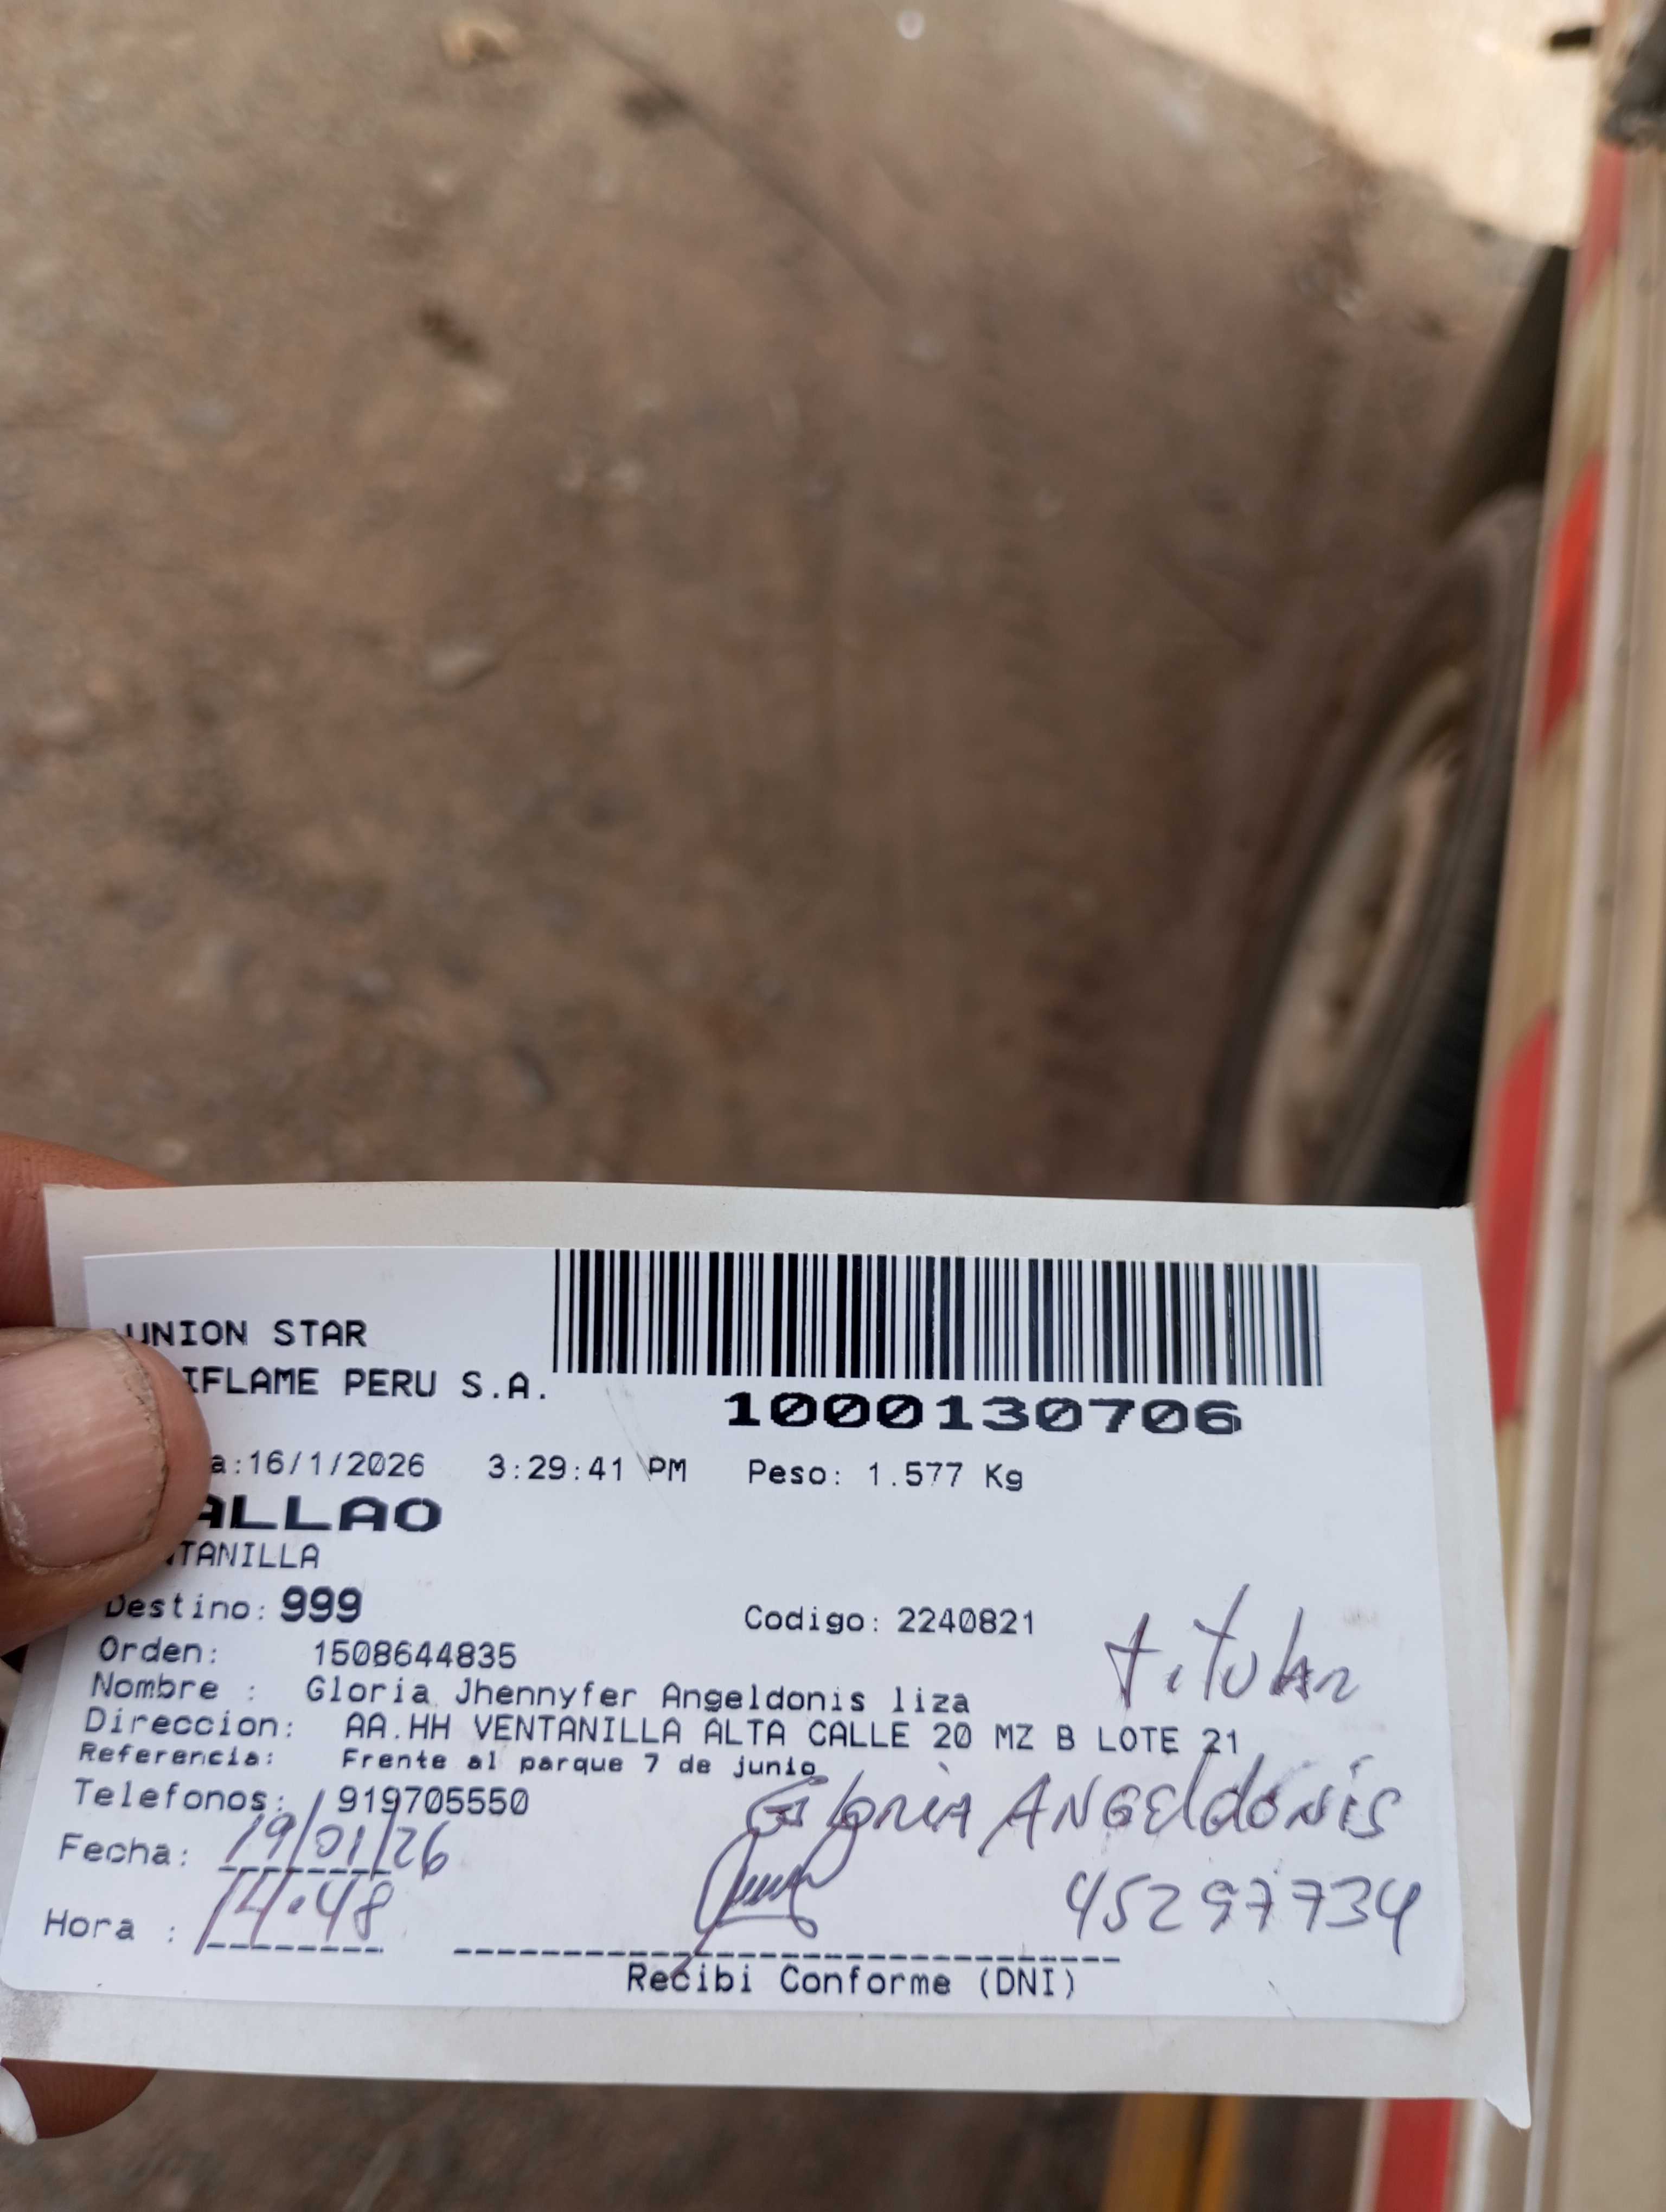 UNION STAR
IFLAME PERU S.A.
1000130706
a:16/1/2026 3:29:41 PM Peso: 1.577 Kg
ALLAO
NTANILLA
Destino: 999
Codigo: 2240821
titular
Orden: 1508644835
Nombre : Gloria Jhennyfer Angeldonis liza
Direccion: AA.HH VENTANILLA ALTA CALLE 20 MZ B LOTE 21
Referencia: Frente al parque 7 de junio
Telefonos: 919705550
Gloria ANGEldonis
Fecha: 19/01/26
45297734
Hora : 14:48
Recibi Conforme (DNI)